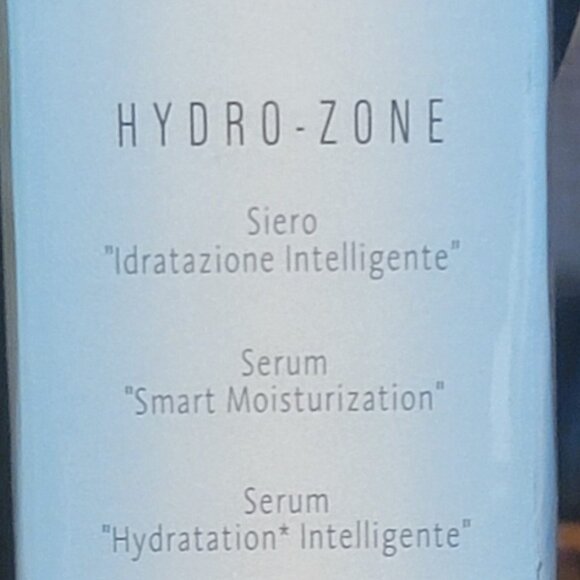 HYDRO-ZONE
Siero
"Idratazione Intelligente"
Serum
"Smart Moisturization"
Serum
"Hydratation* Intelligente"